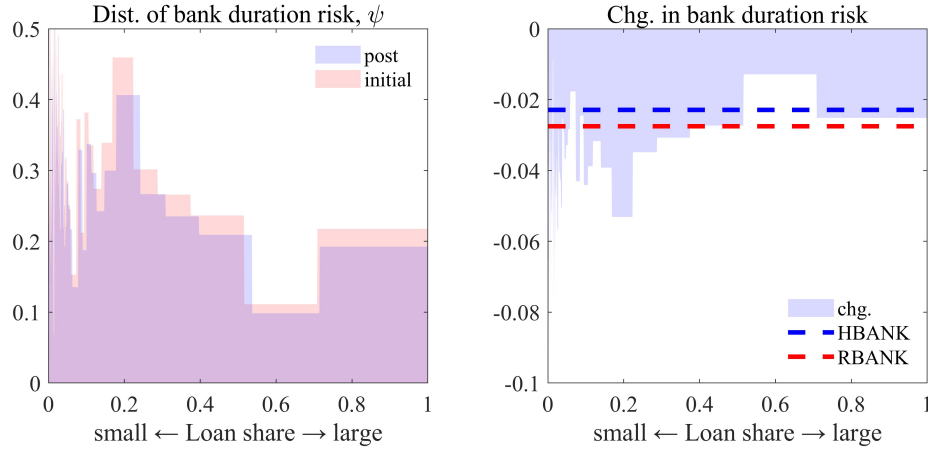 Dist. of bank duration risk, ψ
0.5
0.4
0.3
0.2
0.1
0
post
initial
0 0.2 0.4 0.6 0.8 1
small ← Loan share → large
Chg. in bank duration risk
0
-0.02
-0.04
-0.06
-0.08
-0.1
chg.
HBANK
RBANK
0 0.2 0.4 0.6 0.8 1
small ← Loan share → large